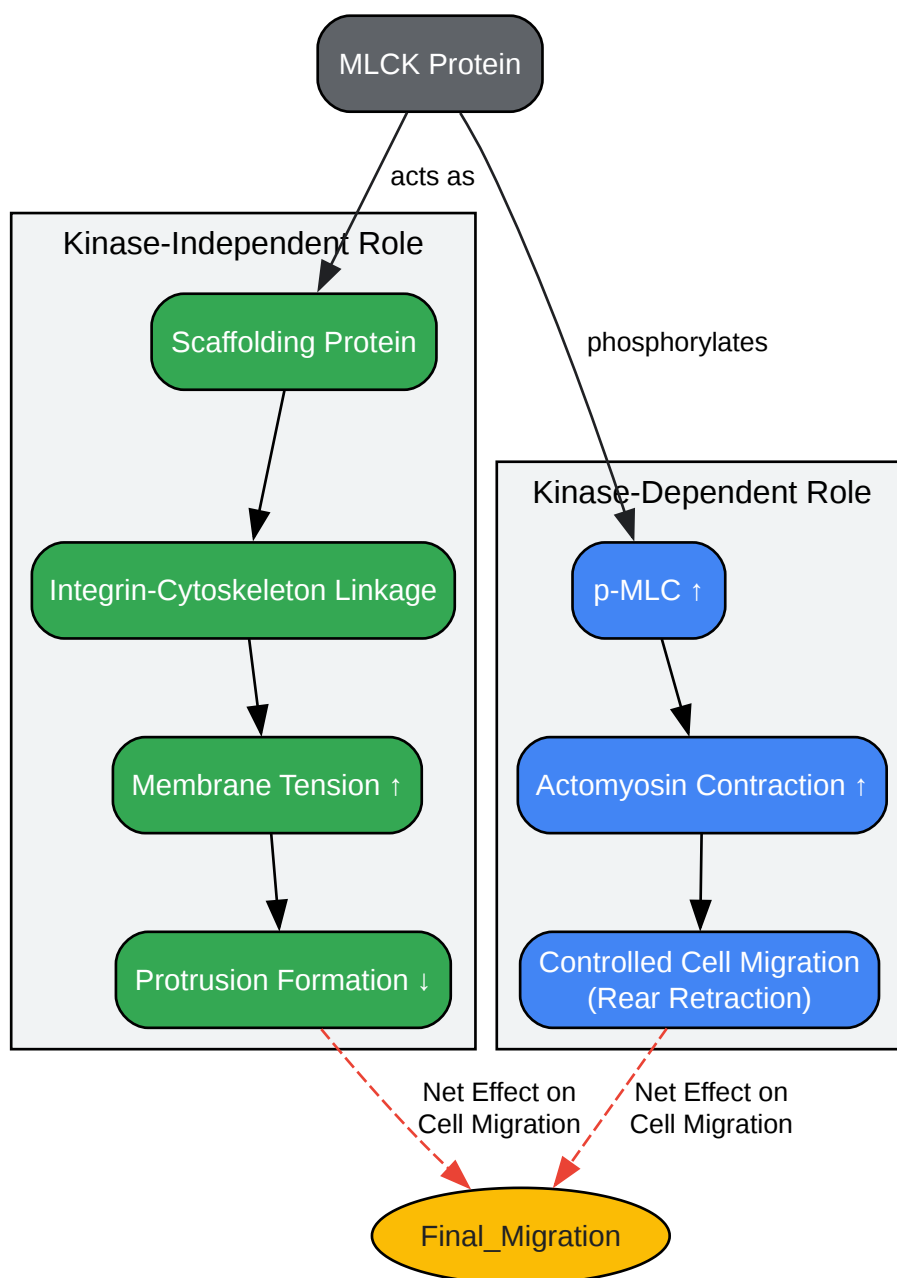 MLCK Protein
acts as
Kinase-Independent Role
Scaffolding Protein
phosphorylates
Kinase-Dependent Role
Integrin-Cytoskeleton Linkage
p-MLC ↑
Membrane Tension ↑
Actomyosin Contraction ↑
Protrusion Formation ↓
Controlled Cell Migration
(Rear Retraction)
Net Effect on
Cell Migration
Net Effect on
Cell Migration
Final_Migration